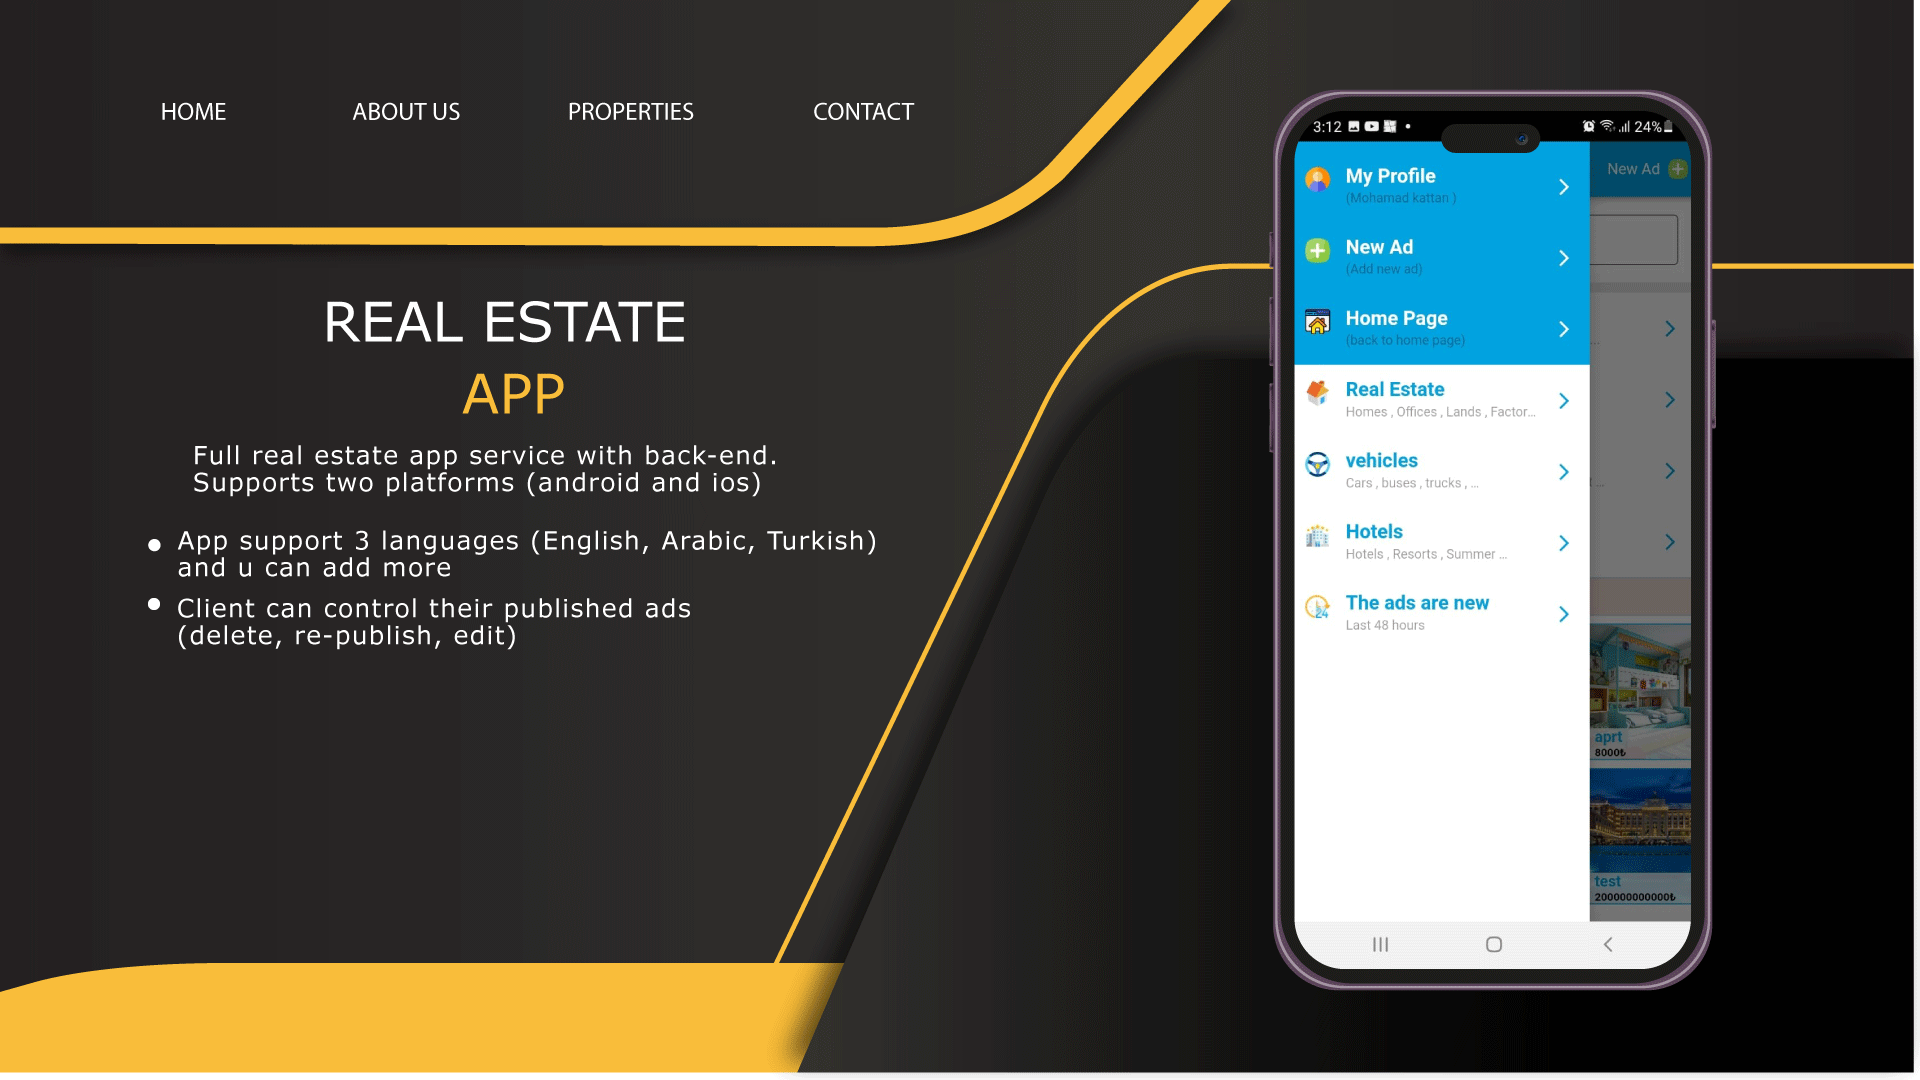 HOME
ABOUT US
PROPERTIES
CONTACT
REAL ESTATE
APP
Full real estate app service with back-end.
Supports two platforms (android and ios)
App support 3 languages (English, Arabic, Turkish)
and u can add more
Client can control their published ads
(delete, re-publish, edit)
3:12
24%
New Ad
My Profile
(Mohamad kattan )
New Ad
(Add new ad)
Home Page
(back to home page)
Real Estate
Homes , Offices , Lands , Factor...
vehicles
Cars , buses , trucks , ...
Hotels
Hotels , Resorts , Summer ...
The ads are new
Last 48 hours
24
aprt
8000₺
test
200000000000₺